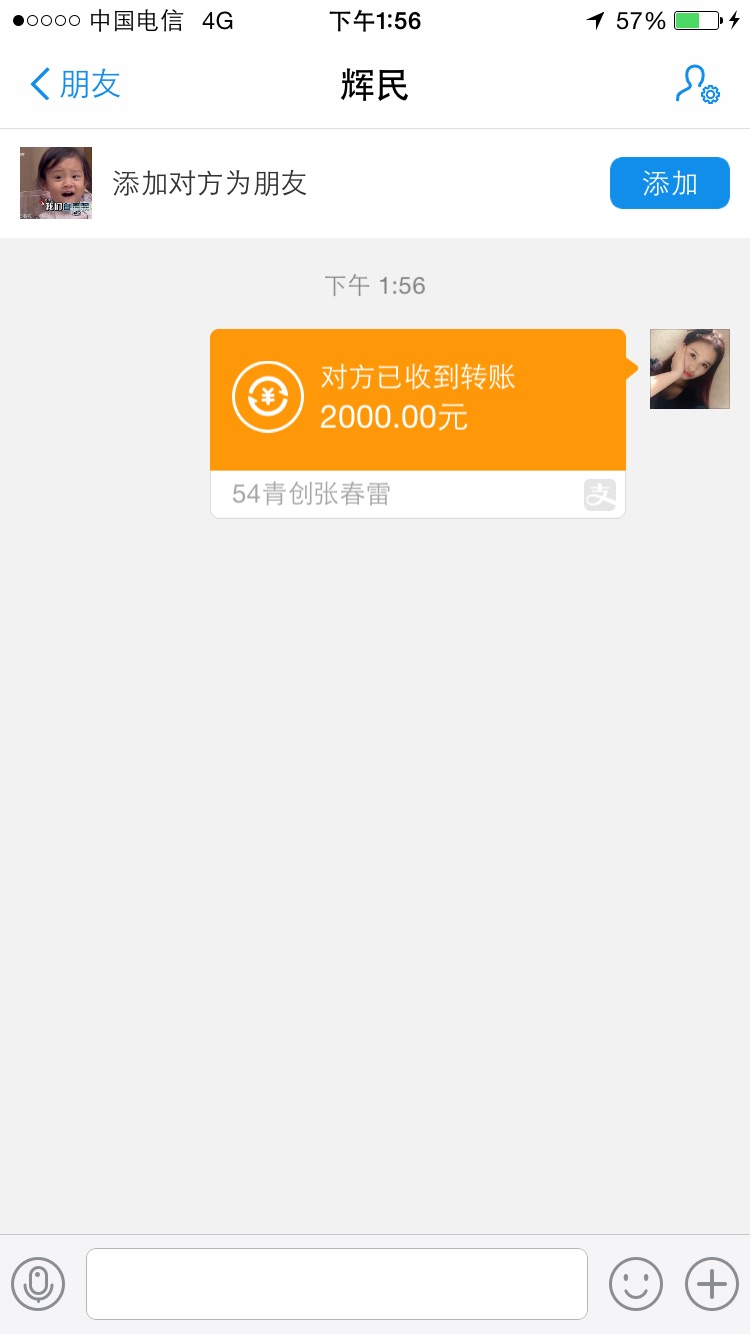 中国电信 4G 下午1:56 57%
朋友 辉民
添加对方为朋友 添加
下午 1:56
对方已收到转账
2000.00元
54青创张春雷 支